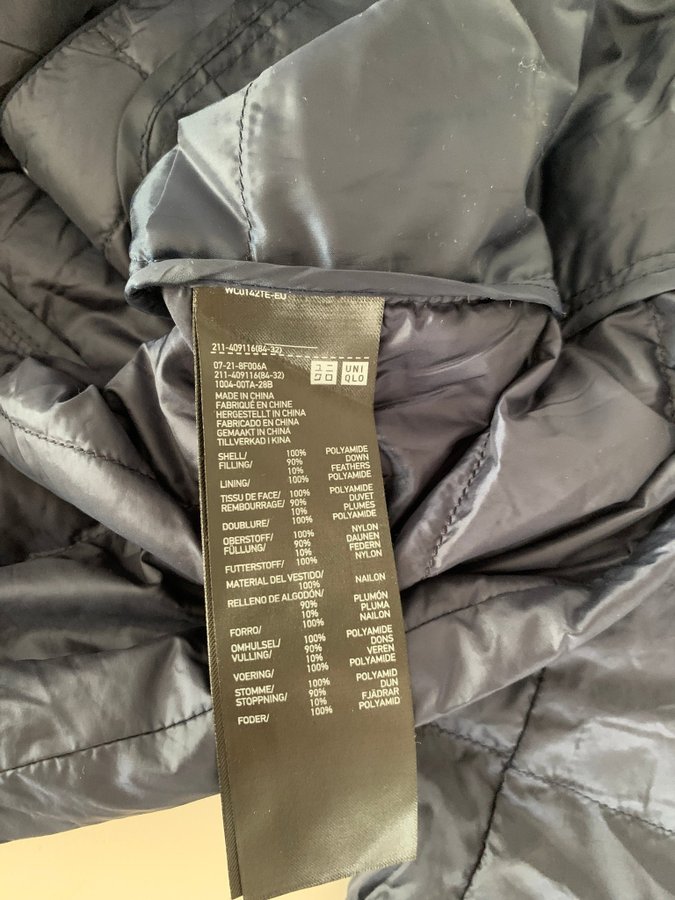 WC0142TE-EU
211-409116(84-32)
07-21-8F006A
211-409116(84-32)
1004-00TA-28B
ユニ UNI
クロ QLO
MADE IN CHINA
FABRIQUÉ EN CHINE
HERGESTELLT IN CHINA
FABRICADO EN CHINA
GEMAAKT IN CHINA
TILLVERKAD I KINA
SHELL/ 100% POLYAMIDE
FILLING/ 90% DOWN
10% FEATHERS
LINING/ 100% POLYAMIDE
TISSU DE FACE/ 100% POLYAMIDE
REMBOURRAGE/ 90% DUVET
10% PLUMES
DOUBLURE/ 100% POLYAMIDE
OBERSTOFF/ 100% NYLON
FÜLLUNG/ 90% DAUNEN
10% FEDERN
FUTTERSTOFF/ 100% NYLON
MATERIAL DEL VESTIDO/
100% NAILON
RELLENO DE ALGODÓN/
90% PLUMÓN
10% PLUMA
FORRO/ 100% NAILON
OMHULSEL/ 100% POLYAMIDE
VULLING/ 90% DONS
10% VEREN
VOERING/ 100% POLYAMIDE
STOMME/ 100% POLYAMID
STOPPNING/ 90% DUN
10% FJÄDRAR
FODER/ 100% POLYAMID